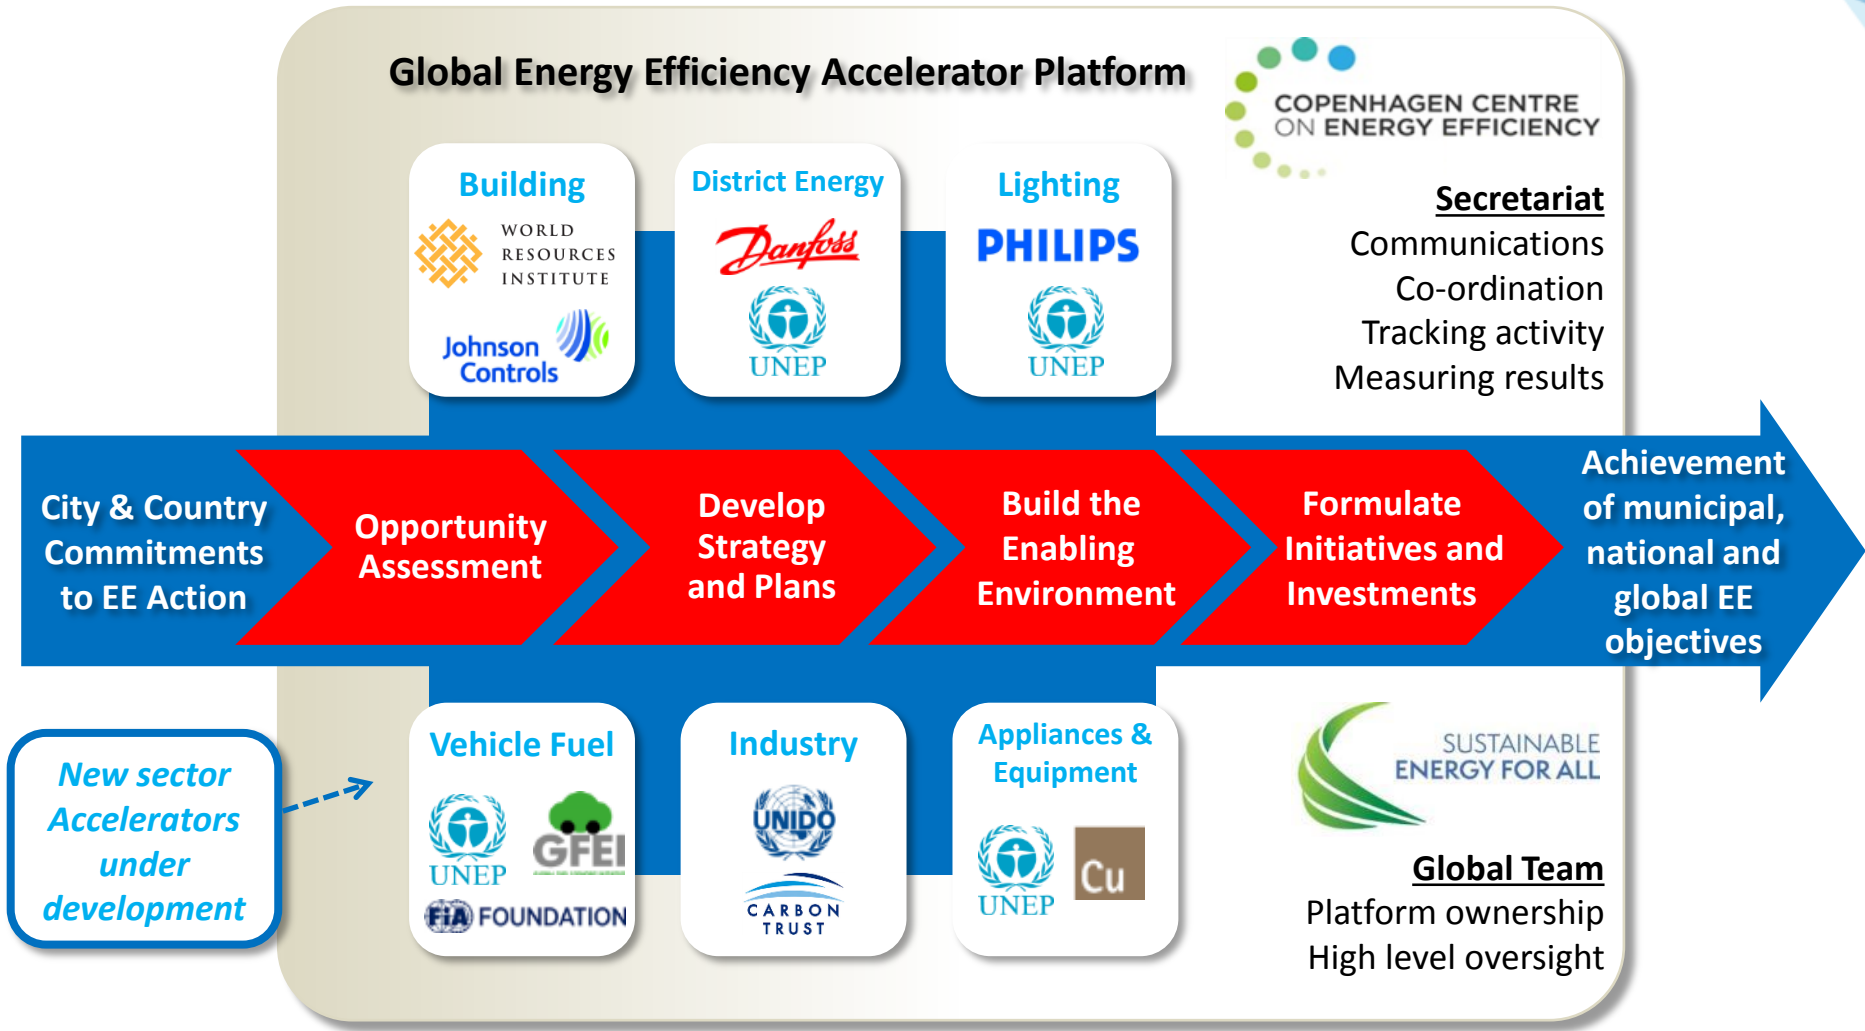 Global Energy Efficiency Accelerator Platform
COPENHAGEN CENTRE
ON ENERGY EFFICIENCY
Building
WORLD
RESOURCES
INSTITUTE
Johnson
Controls
District Energy
Danfoss
UNEP
Lighting
PHILIPS
UNEP
Secretariat
Communications
Co-ordination
Tracking activity
Measuring results
City & Country
Commitments
to EE Action
Opportunity
Assessment
Develop
Strategy
and Plans
Build the
Enabling
Environment
Formulate
Initiatives and
Investments
Achievement
of municipal,
national and
global EE
objectives
New sector
Accelerators
under
development
Vehicle Fuel
UNEP
GFEI
FiA FOUNDATION
Industry
UNIDO
CARBON
TRUST
Appliances &
Equipment
UNEP
Cu
SUSTAINABLE
ENERGY FOR ALL
Global Team
Platform ownership
High level oversight